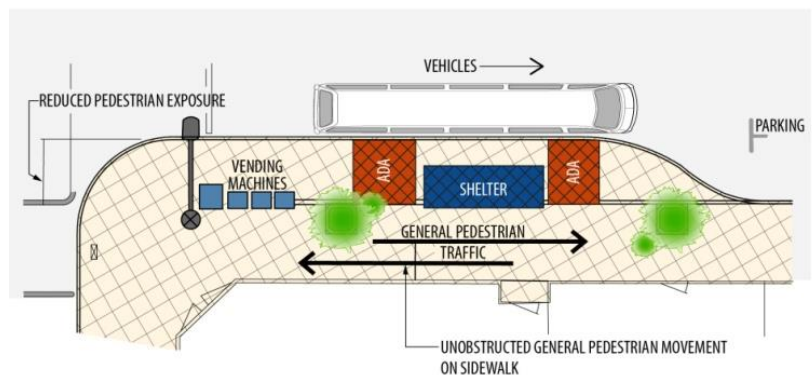 VEHICLES
REDUCED PEDESTRIAN EXPOSURE
PARKING
VENDING
MACHINES
ADA
SHELTER
ADA
GENERAL PEDESTRIAN
TRAFFIC
UNOBSTRUCTED GENERAL PEDESTRIAN MOVEMENT
ON SIDEWALK